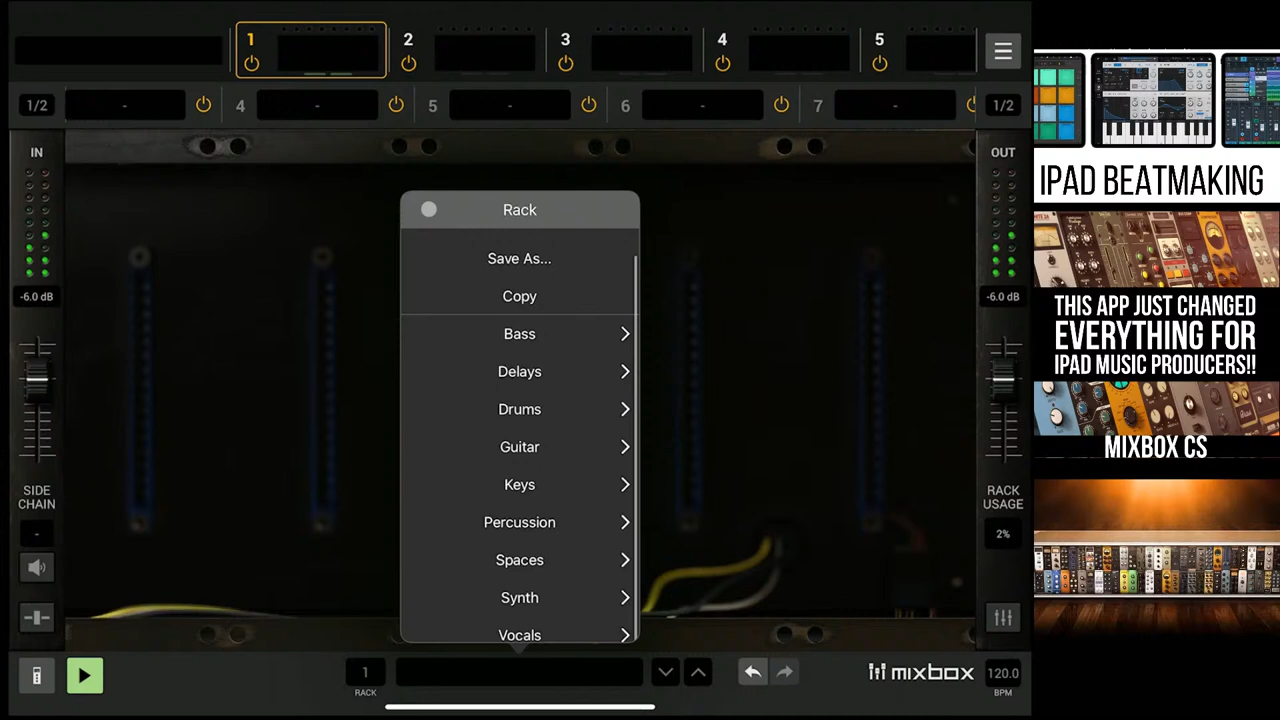 1
2
3
4
5
1/2
-
4
-
5
-
6
-
7
-
1/2
IN
OUT
-6.0 dB
-6.0 dB
SIDE
CHAIN
-
RACK
USAGE
2%
Rack
Save As...
Copy
Bass
Delays
Drums
Guitar
Keys
Percussion
Spaces
Synth
Vocals
1
RACK
mixbox
120.0
BPM
IPAD BEATMAKING
THIS APP JUST CHANGED
EVERYTHING FOR
IPAD MUSIC PRODUCERS!!
MIXBOX CS